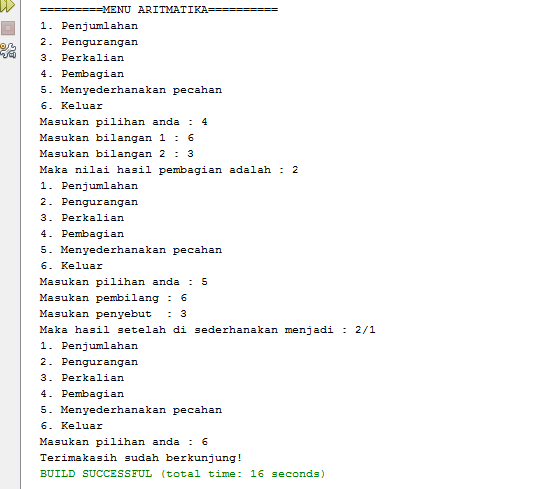 =========MENU ARITMATIKA==========
1. Penjumlahan
2. Pengurangan
3. Perkalian
4. Pembagian
5. Menyederhanakan pecahan
6. Keluar
Masukan pilihan anda : 4
Masukan bilangan 1 : 6
Masukan bilangan 2 : 3
Maka nilai hasil pembagian adalah : 2
1. Penjumlahan
2. Pengurangan
3. Perkalian
4. Pembagian
5. Menyederhanakan pecahan
6. Keluar
Masukan pilihan anda : 5
Masukan pembilang : 6
Masukan penyebut  : 3
Maka hasil setelah di sederhanakan menjadi : 2/1
1. Penjumlahan
2. Pengurangan
3. Perkalian
4. Pembagian
5. Menyederhanakan pecahan
6. Keluar
Masukan pilihan anda : 6
Terimakasih sudah berkunjung!
BUILD SUCCESSFUL (total time: 16 seconds)